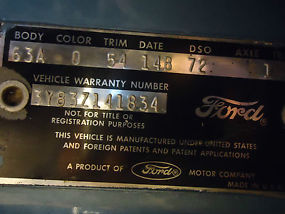 BODY COLOR TRIM DATE DSO AXLE
63A O 54 14B 72 1
VEHICLE WARRANTY NUMBER
3Y83Z141834
NOT FOR TITLE OR
REGISTRATION PURPOSES
Ford
THIS VEHICLE IS MANUFACTURED UNDER UNITED STATES
AND FOREIGN PATENTS AND PATENT APPLICATIONS
A PRODUCT OF Ford MOTOR COMPANY
MADE IN U.S.